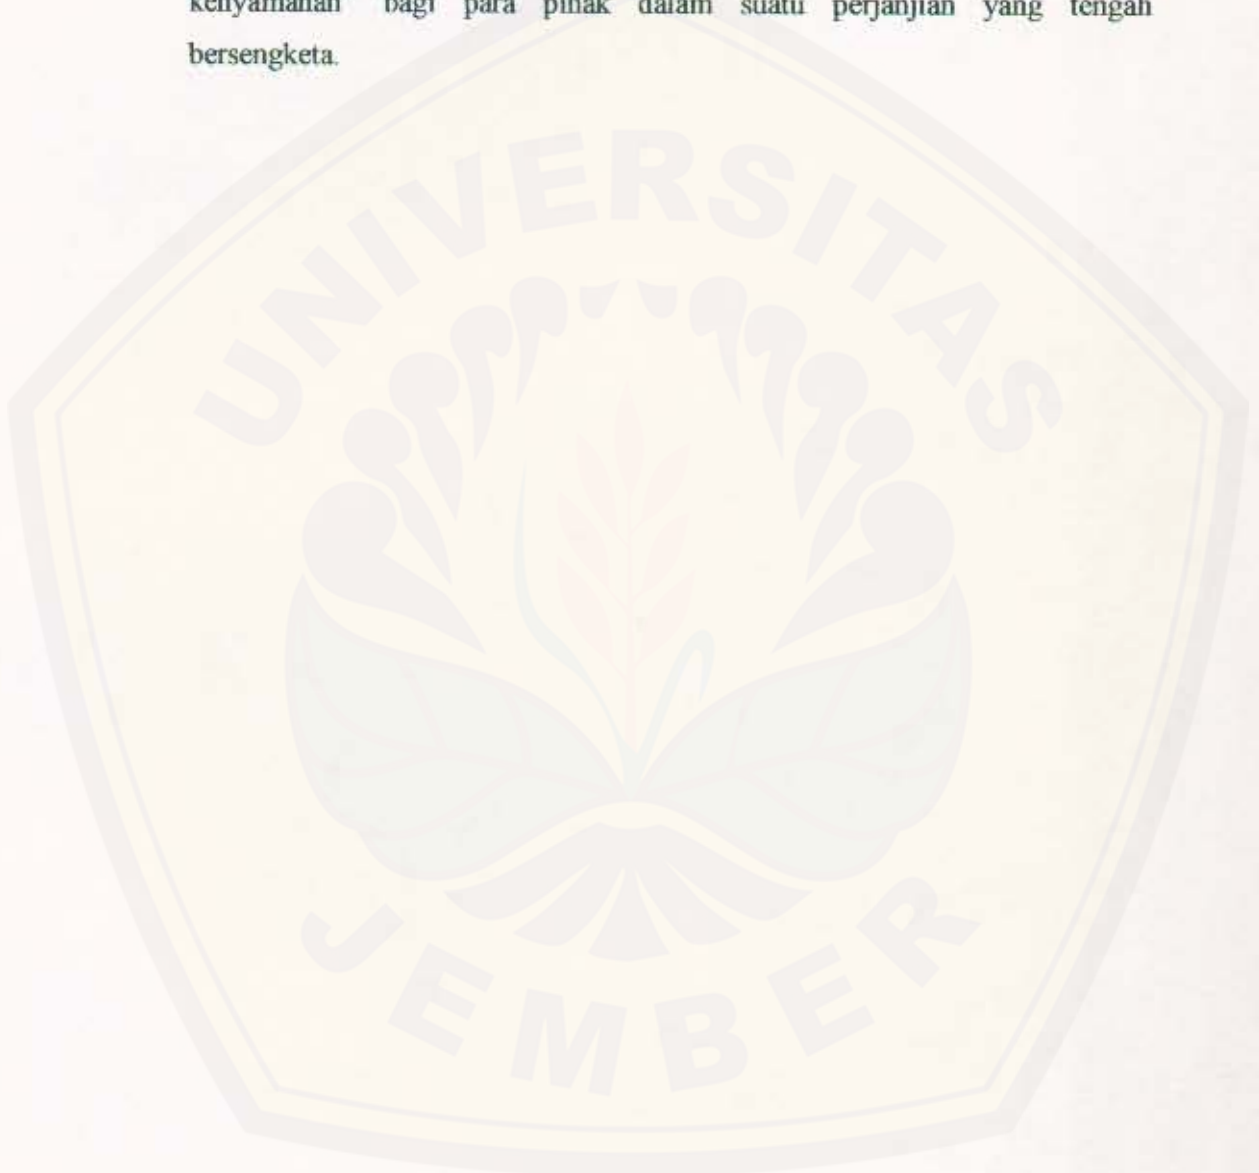 kenyamanan bagi para pihak dalam suatu perjanjian yang tengah
bersengketa.
UNIVERSITAS
JEMBER